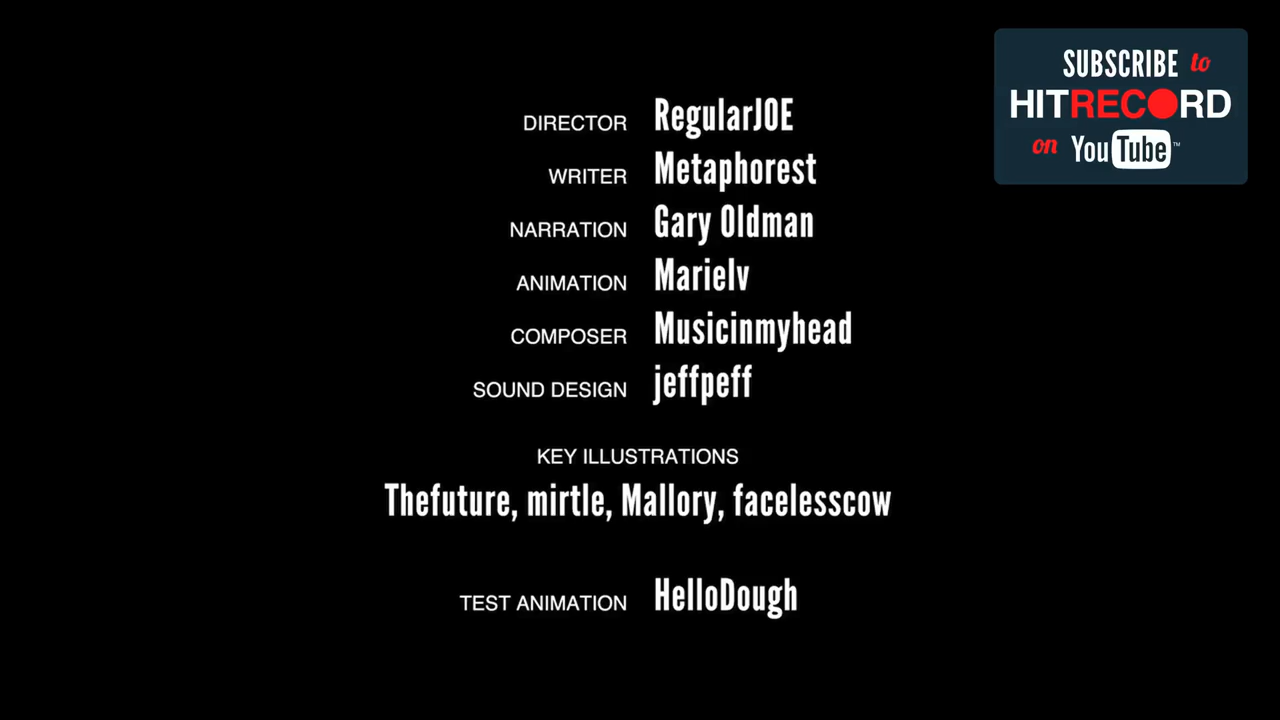 SUBSCRIBE to
HITRECORD
on YouTube™
DIRECTOR RegularJOE
WRITER Metaphorest
NARRATION Gary Oldman
ANIMATION Marielv
COMPOSER Musicinmyhead
SOUND DESIGN jeffpeff
KEY ILLUSTRATIONS
Thefuture, mirtle, Mallory, facelesscow
TEST ANIMATION HelloDough